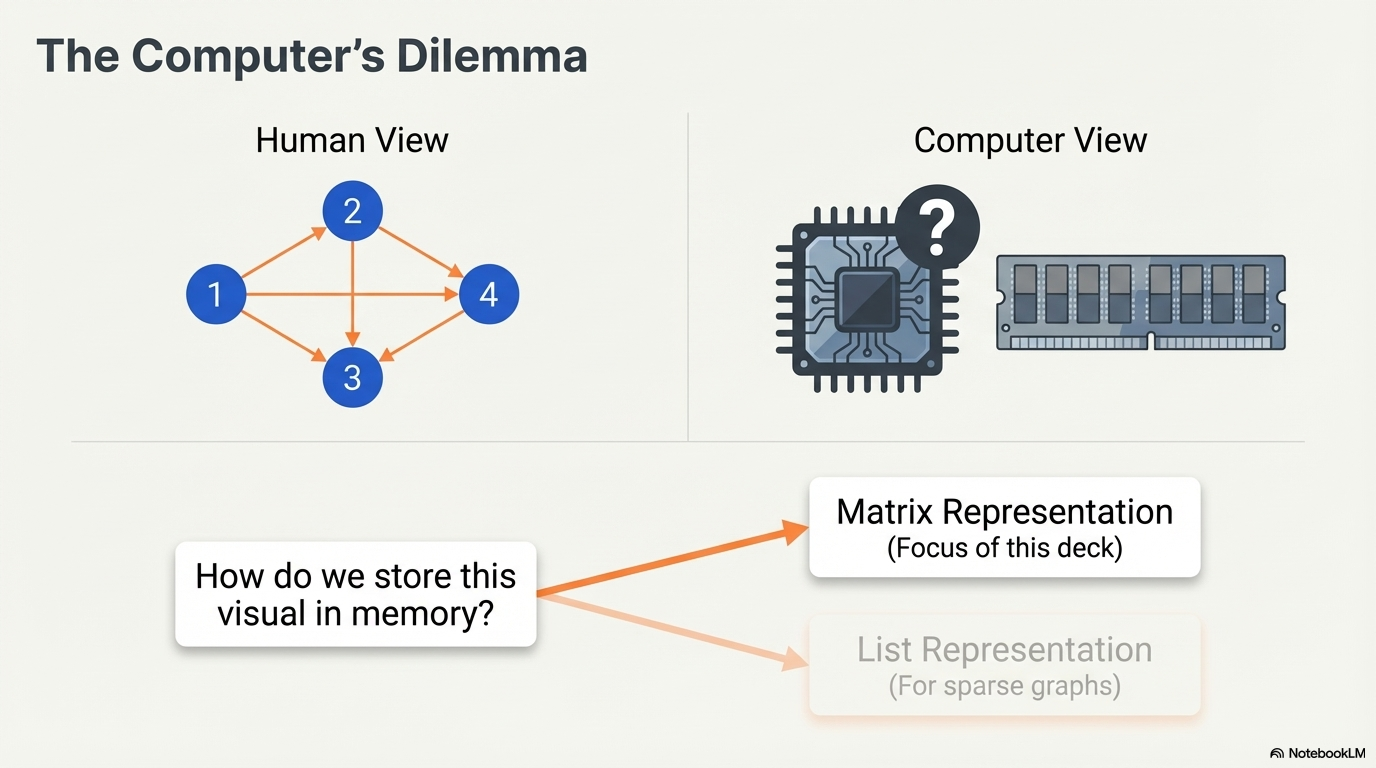 The Computer’s Dilemma
Human View
2
1
4
3
Computer View
?
How do we store this
visual in memory?
Matrix Representation
(Focus of this deck)
List Representation
(For sparse graphs)
NotebookLM